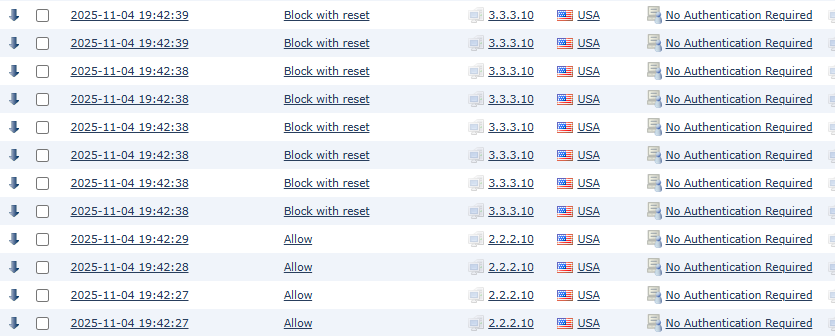 2025-11-04 19:42:39 Block with reset 3.3.3.10 USA No Authentication Required
2025-11-04 19:42:39 Block with reset 3.3.3.10 USA No Authentication Required
2025-11-04 19:42:38 Block with reset 3.3.3.10 USA No Authentication Required
2025-11-04 19:42:38 Block with reset 3.3.3.10 USA No Authentication Required
2025-11-04 19:42:38 Block with reset 3.3.3.10 USA No Authentication Required
2025-11-04 19:42:38 Block with reset 3.3.3.10 USA No Authentication Required
2025-11-04 19:42:38 Block with reset 3.3.3.10 USA No Authentication Required
2025-11-04 19:42:38 Block with reset 3.3.3.10 USA No Authentication Required
2025-11-04 19:42:29 Allow 2.2.2.10 USA No Authentication Required
2025-11-04 19:42:28 Allow 2.2.2.10 USA No Authentication Required
2025-11-04 19:42:27 Allow 2.2.2.10 USA No Authentication Required
2025-11-04 19:42:27 Allow 2.2.2.10 USA No Authentication Required